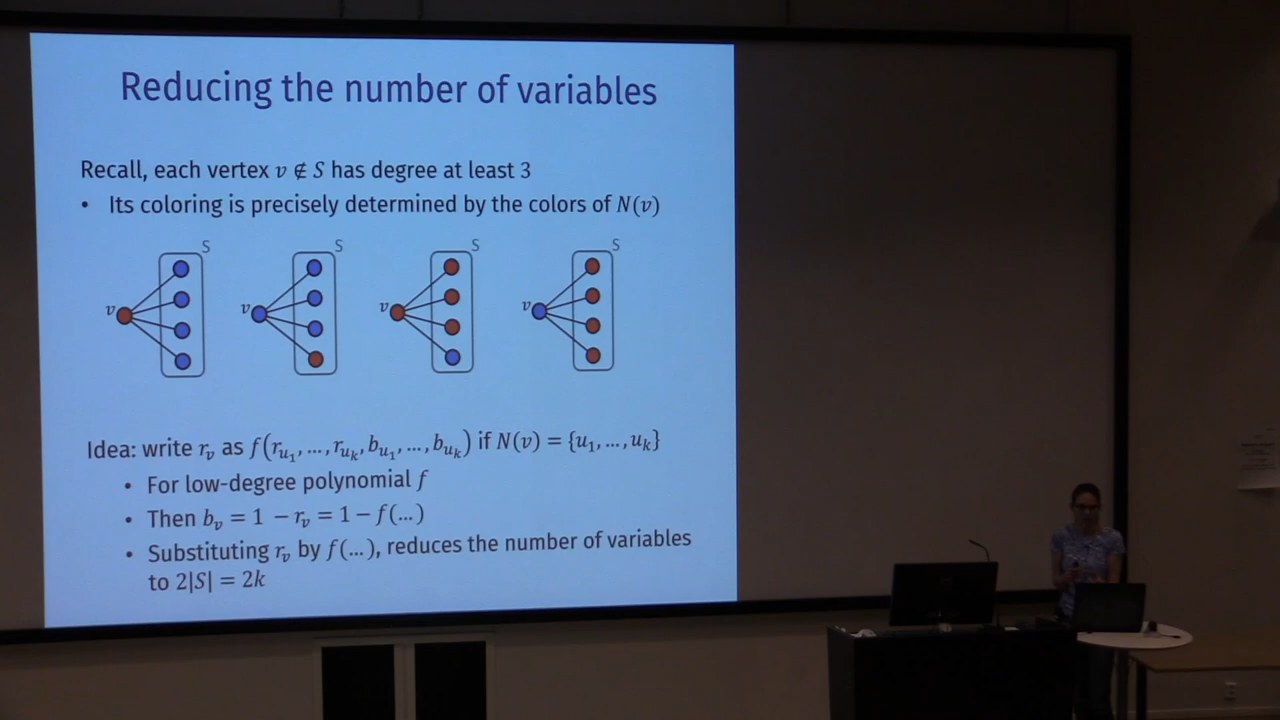 Reducing the number of variables
Recall, each vertex v ∉ S has degree at least 3
• Its coloring is precisely determined by the colors of N(v)
S S S S
v v v v
Idea: write r_v as f(r_{u_1}, …, r_{u_k}, b_{u_1}, …, b_{u_k}) if N(v) = {u_1, …, u_k}
• For low-degree polynomial f
• Then b_v = 1 − r_v = 1 − f(…)
• Substituting r_v by f(…), reduces the number of variables
to 2|S| = 2k